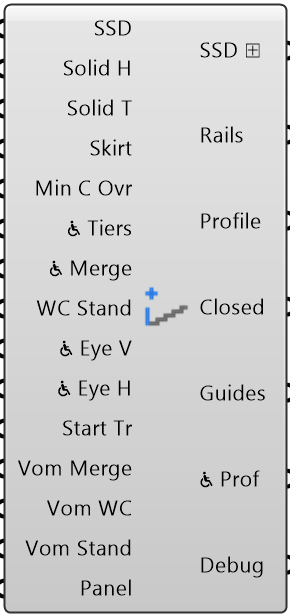 SSD
Solid H
Solid T
Skirt
Min C Ovr
♿ Tiers
♿ Merge
WC Stand
♿ Eye V
♿ Eye H
Start Tr
Vom Merge
Vom WC
Vom Stand
Panel
SSD ⊞
Rails
Profile
Closed
Guides
♿ Prof
Debug